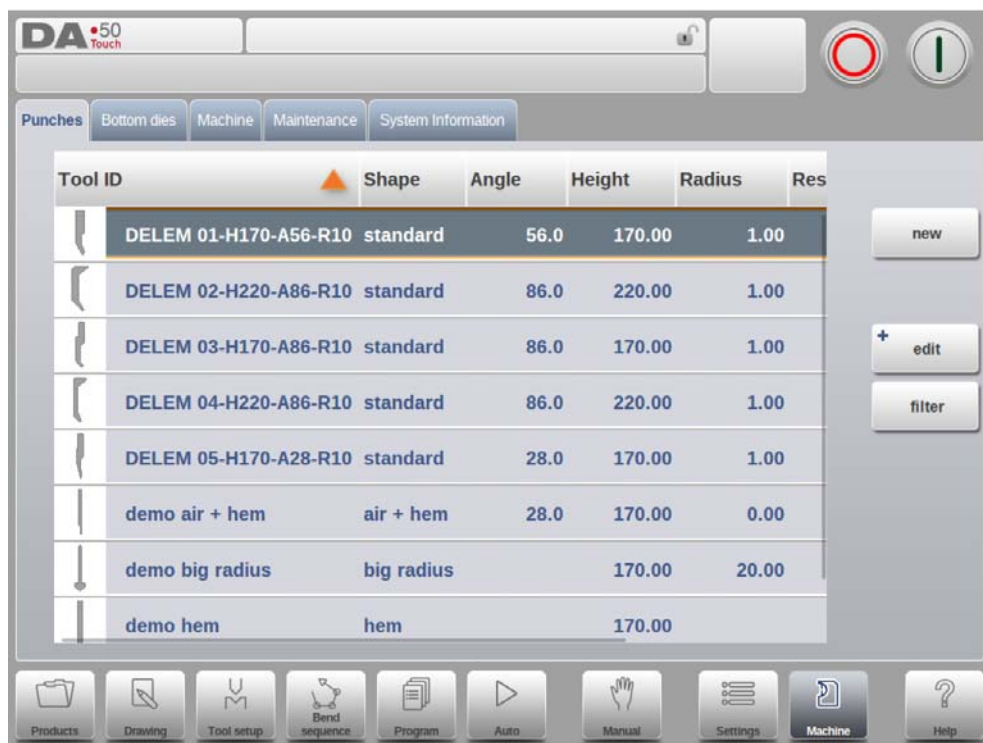 DA 50
Touch
Punches Bottom dies Machine Maintenance System Information
Tool ID Shape Angle Height Radius Res
DELEM 01-H170-A56-R10 standard 56.0 170.00 1.00
DELEM 02-H220-A86-R10 standard 86.0 220.00 1.00
DELEM 03-H170-A86-R10 standard 86.0 170.00 1.00
DELEM 04-H220-A86-R10 standard 86.0 220.00 1.00
DELEM 05-H170-A28-R10 standard 28.0 170.00 1.00
demo air + hem air + hem 28.0 170.00 0.00
demo big radius big radius 170.00 20.00
demo hem hem 170.00
new
+ edit
filter
Products Drawing Tool setup Bend sequence Program Auto Manual Settings Machine Help